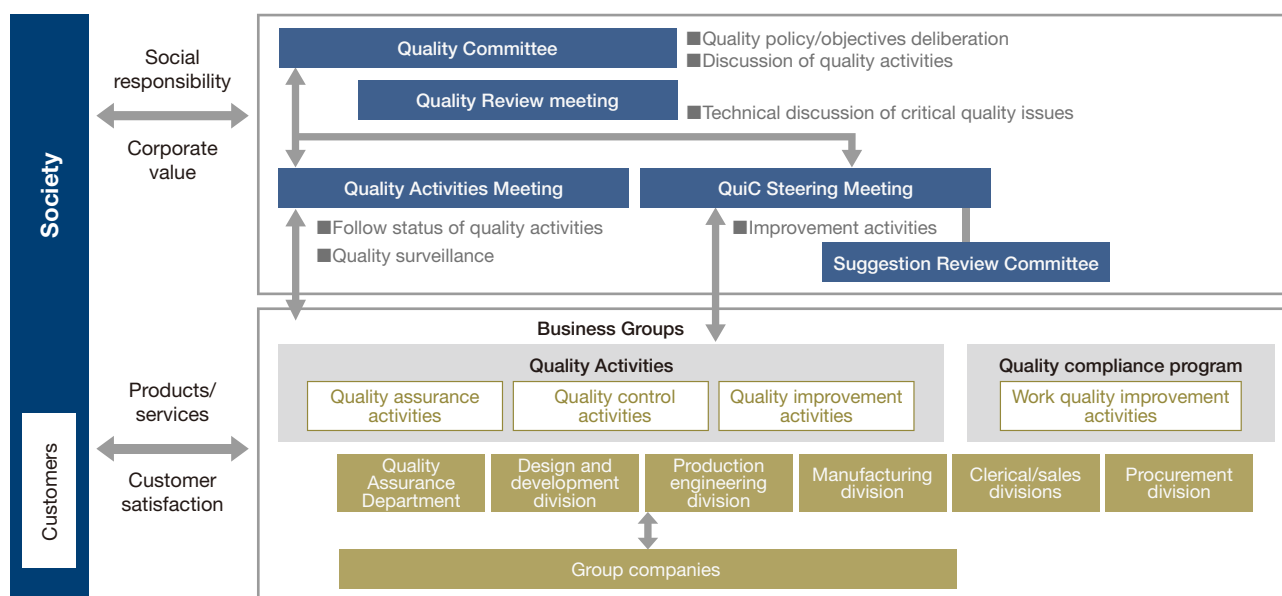 Society
Customers
Social
responsibility
Corporate
value
Products/
services
Customer
satisfaction
Quality Committee
■Quality policy/objectives deliberation
■Discussion of quality activities
Quality Review meeting
■Technical discussion of critical quality issues
Quality Activities Meeting
■Follow status of quality activities
■Quality surveillance
QuiC Steering Meeting
■Improvement activities
Suggestion Review Committee
Business Groups
Quality Activities
Quality assurance
activities
Quality control
activities
Quality improvement
activities
Quality compliance program
Work quality improvement
activities
Quality
Assurance
Department
Design and
development
division
Production
engineering
division
Manufacturing
division
Clerical/sales
divisions
Procurement
division
Group companies